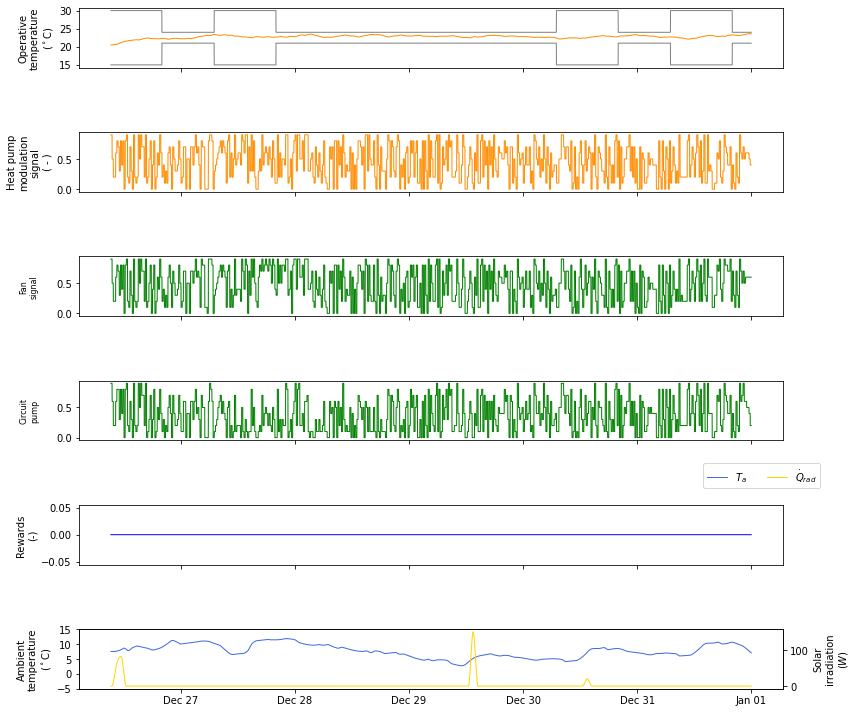 Operative
temperature
(°C)
30
25
20
15
Heat pump
modulation
signal
( - )
0.5
0.0
Fan
signal
0.5
0.0
Circuit
pump
0.5
0.0
T_a
Q̇_rad
Rewards
(-)
0.05
0.00
−0.05
Ambient
temperature
(°C)
15
10
5
0
−5
100
0
Solar
irradiation
(W)
Dec 27 Dec 28 Dec 29 Dec 30 Dec 31 Jan 01